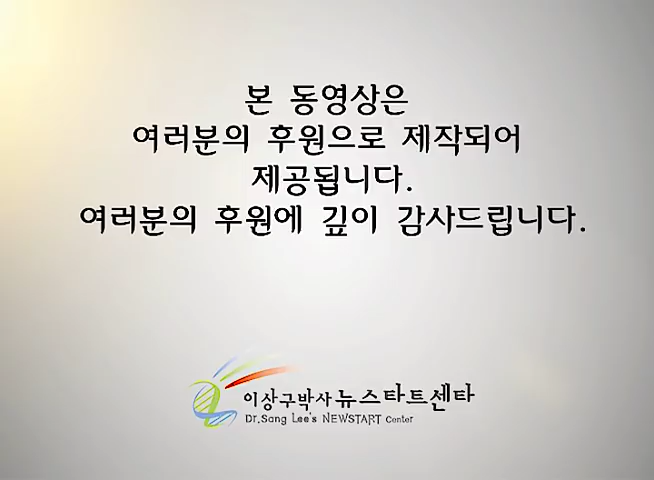 본 동영상은
여러분의 후원으로 제작되어
제공됩니다.
여러분의 후원에 깊이 감사드립니다.
이상구박사 뉴스타트센타
Dr.Sang Lee's NEWSTART Center